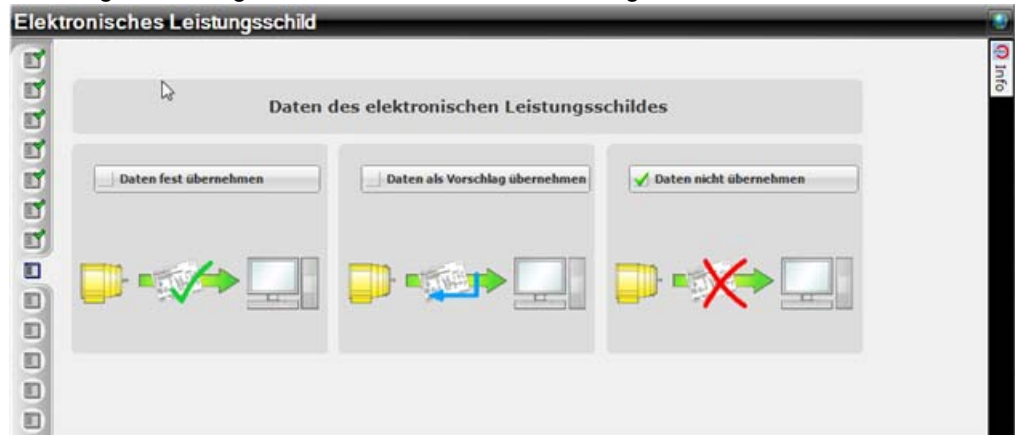 Elektronisches Leistungsschild
Info
Daten des elektronischen Leistungsschildes
Daten fest übernehmen
Daten als Vorschlag übernehmen
Daten nicht übernehmen